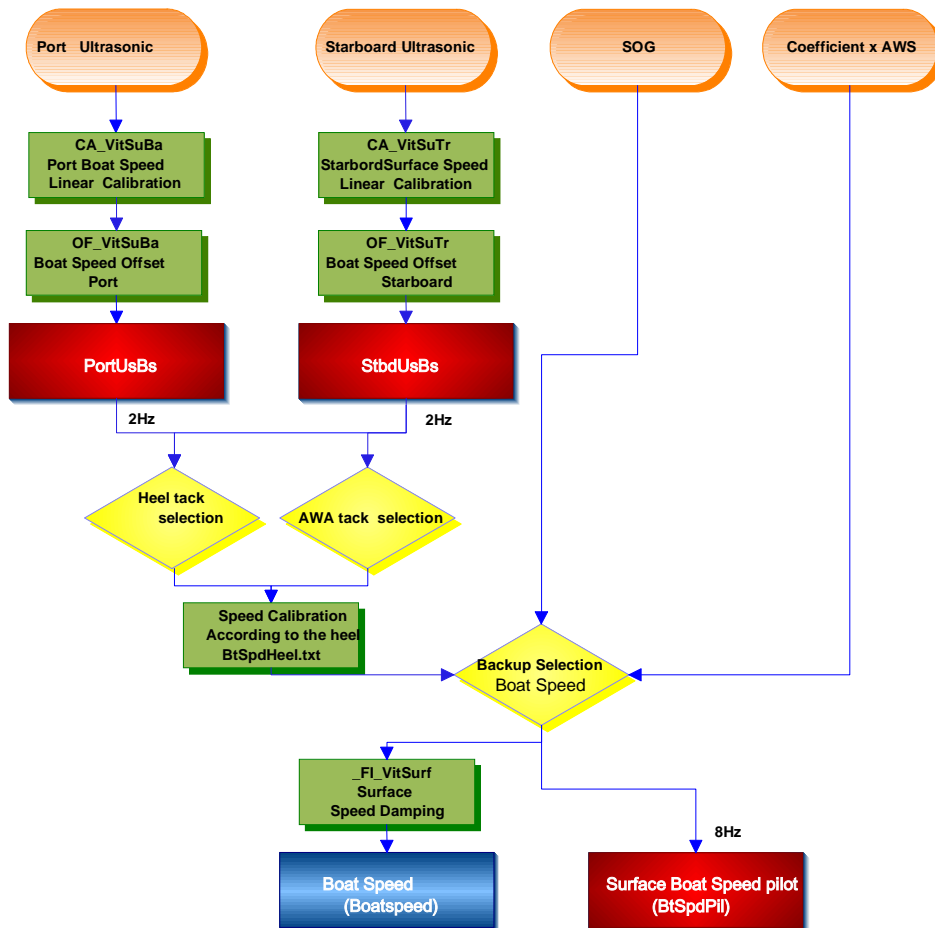 Port Ultrasonic
Starboard Ultrasonic
SOG
Coefficient x AWS
CA_VitSuBa
Port Boat Speed
Linear Calibration
CA_VitSuTr
StarbordSurface Speed
Linear Calibration
OF_VitSuBa
Boat Speed Offset
Port
OF_VitSuTr
Boat Speed Offset
Starboard
PortUsBs
StbdUsBs
2Hz
2Hz
Heel tack
selection
AWA tack selection
Speed Calibration
According to the heel
BtSpdHeel.txt
Backup Selection
Boat Speed
_FI_VitSurf
Surface
Speed Damping
8Hz
Boat Speed
(Boatspeed)
Surface Boat Speed pilot
(BtSpdPil)